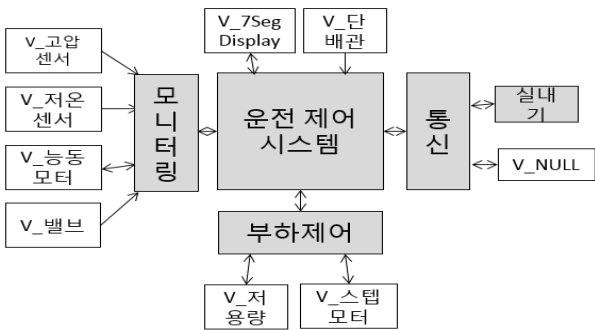 V_고압
센서
V_저온
센서
V_능동
모터
V_밸브
모
니
터
링
V_7Seg
Display
V_단
배관
운전 제어
시스템
부하제어
V_저
용량
V_스텝
모터
통
신
실내
기
V_NULL